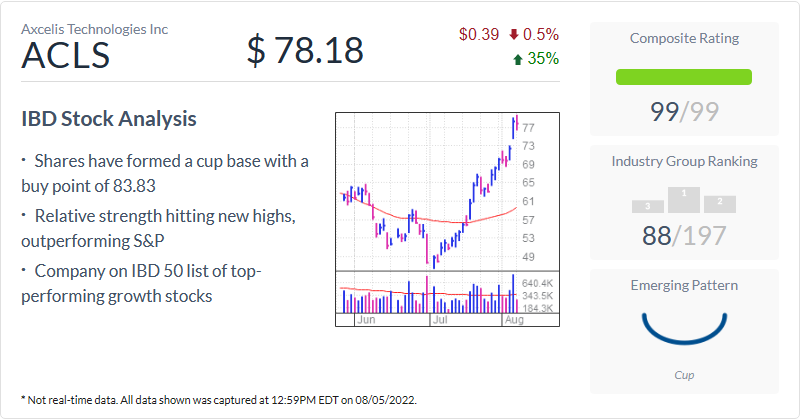 Axcelis Technologies Inc
ACLS
$ 78.18
$0.39 0.5%
35%
IBD Stock Analysis
· Shares have formed a cup base with a
buy point of 83.83
· Relative strength hitting new highs,
outperforming S&P
· Company on IBD 50 list of top-
performing growth stocks
77
73
69
65
61
57
53
49
640.4K
343.5K
184.3K
Jun Jul Aug
Composite Rating
99/99
Industry Group Ranking
3 1 2
88/197
Emerging Pattern
Cup
* Not real-time data. All data shown was captured at 12:59PM EDT on 08/05/2022.